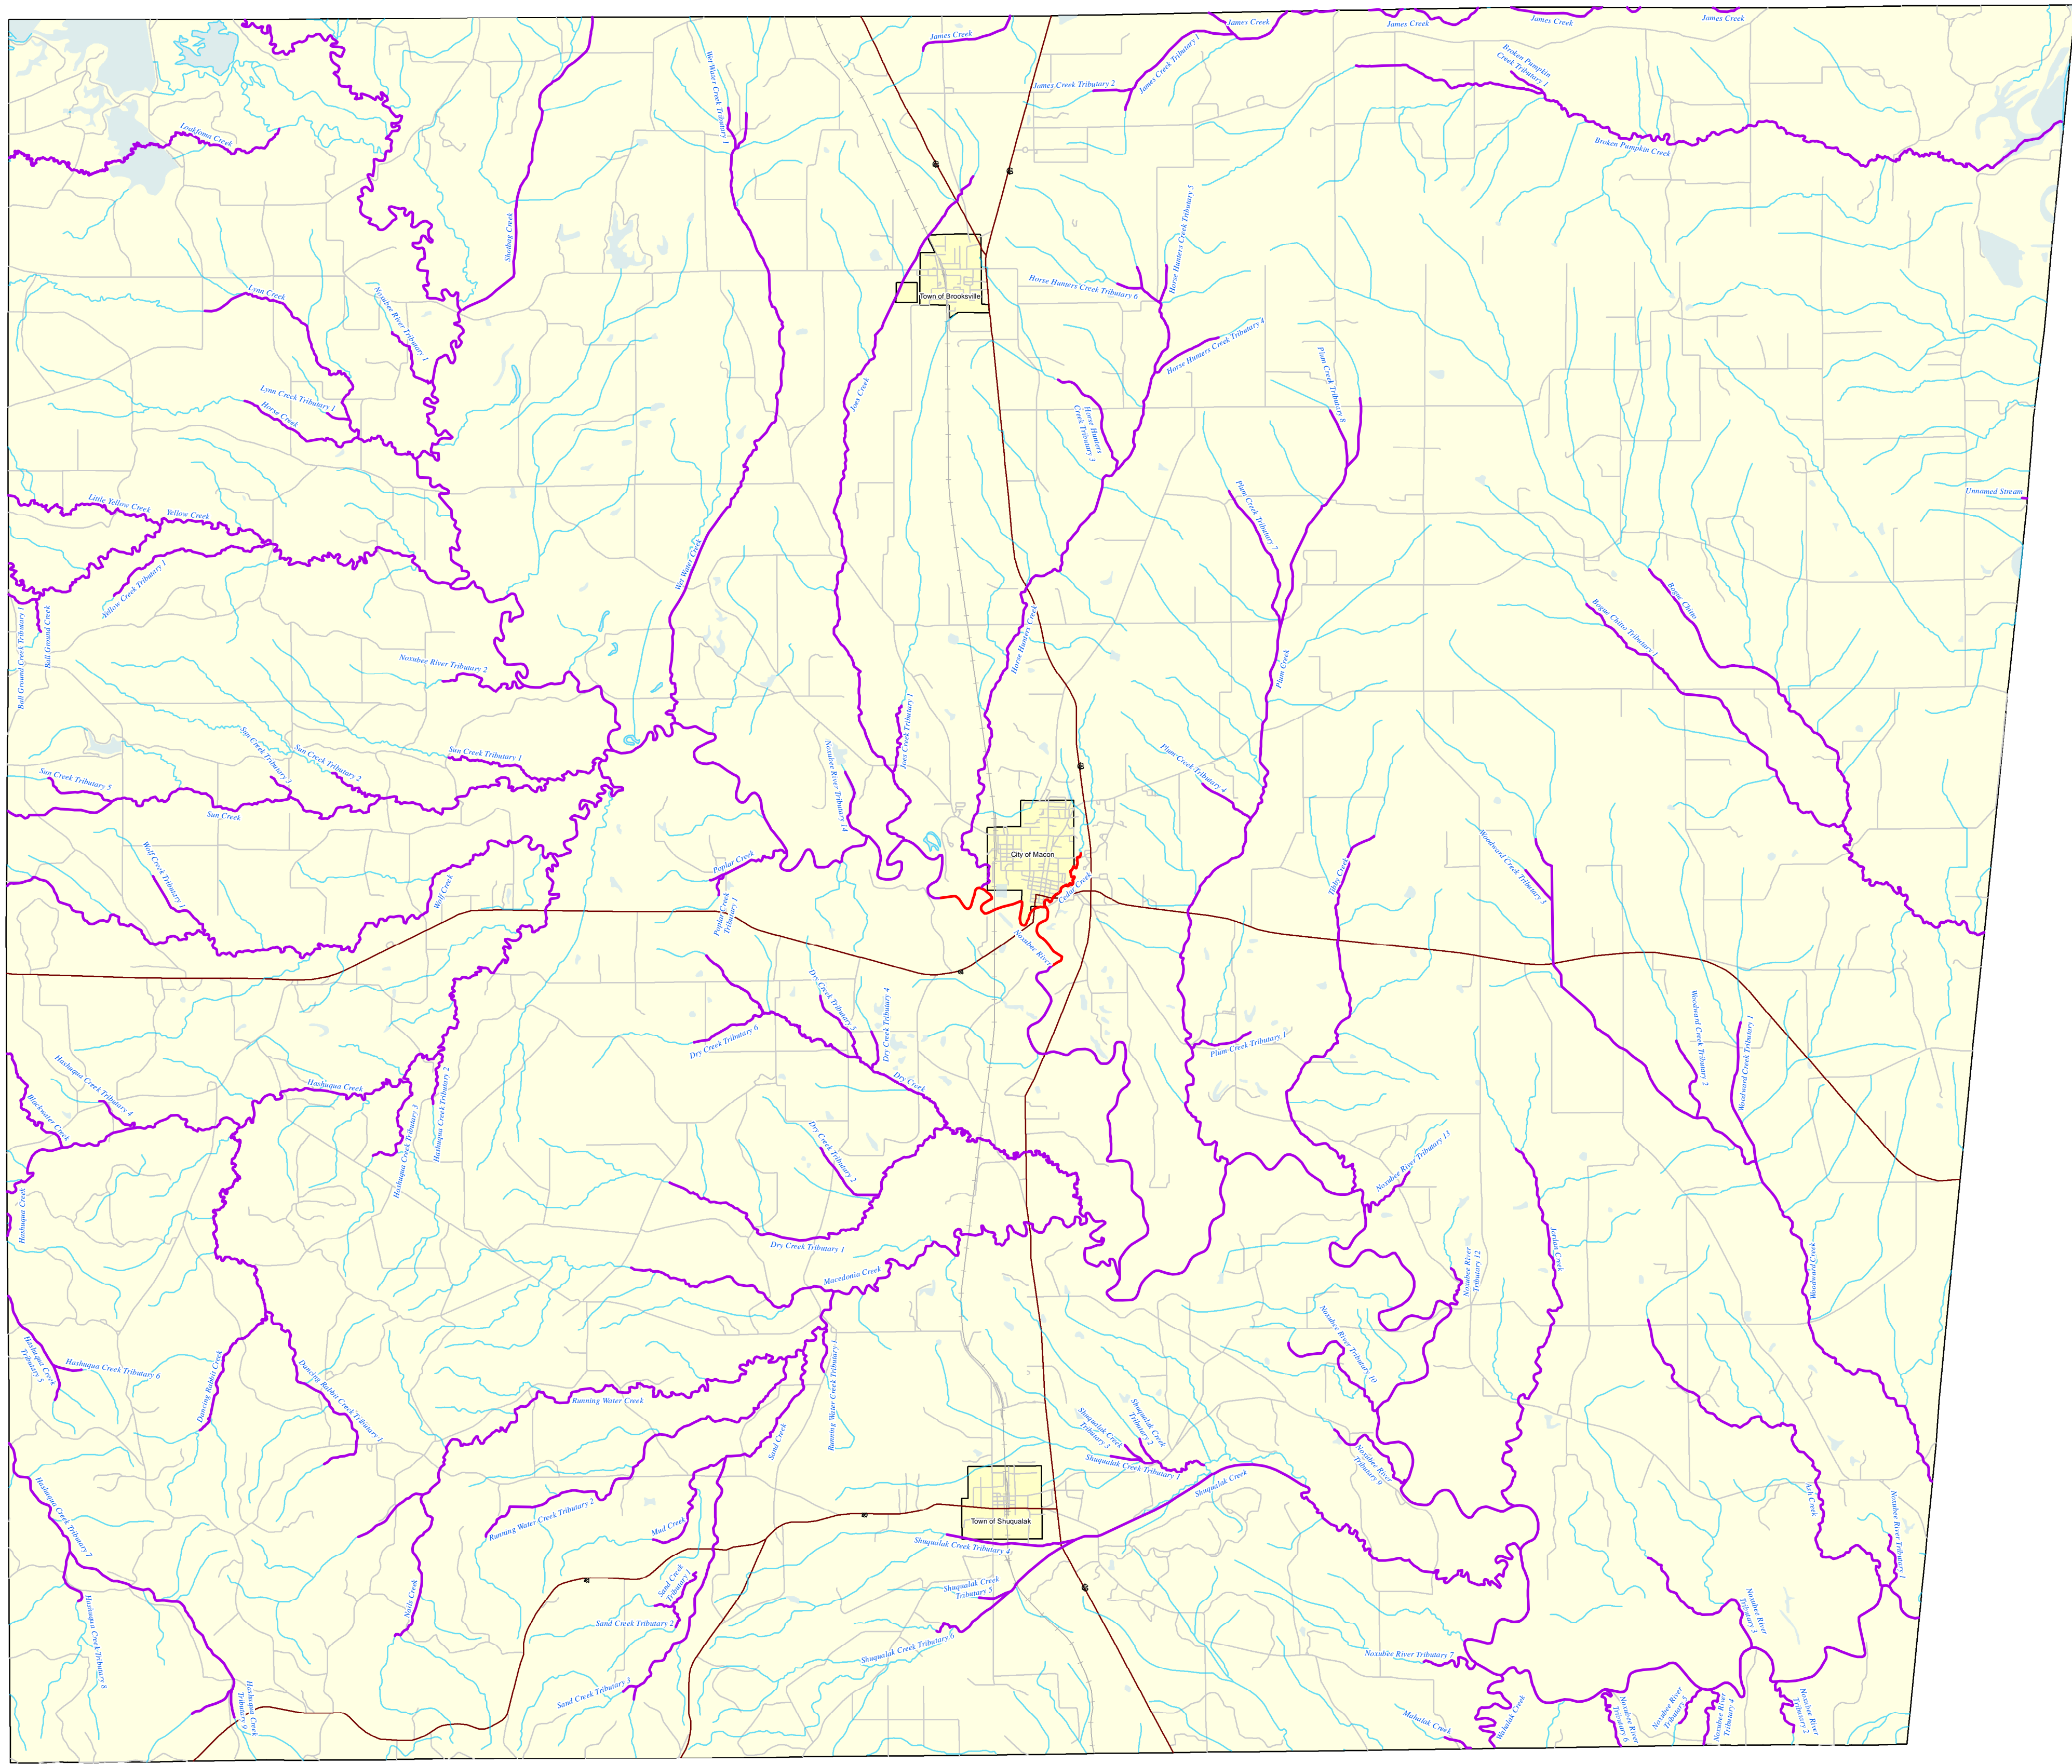 James Creek
James Creek
James Creek
James Creek
James Creek
James Creek Tributary 1
James Creek Tributary 2
Broken Pumpkin
Creek Tributary 1
Broken Pumpkin Creek
Wet Water Creek Tributary 1
Loakfoma Creek
Shotbag Creek
Horse Hunters Creek Tributary 5
Horse Hunters Creek Tributary 6
Town of Brooksville
Lynn Creek
Noxubee River Tributary 1
Horse Hunters Creek Tributary 4
Plum Creek Tributary 8
Joes Creek
Lynn Creek Tributary 1
Horse Creek
Horse Hunters
Creek Tributary 3
Little Yellow Creek
Yellow Creek
Plum Creek Tributary 7
Unnamed Stream
Yellow Creek Tributary 1
Wet Water Creek
Bogue Chitto
Bogue Chitto Tributary 1
Ball Ground Creek Tributary 1
Ball Ground Creek
Horse Hunters Creek
Plum Creek
Noxubee River Tributary 2
Joes Creek Tributary 1
Noxubee River Tributary 14
Sun Creek Tributary 1
Sun Creek Tributary 2
Sun Creek Tributary 3
Sun Creek Tributary 5
Sun Creek
Plum Creek Tributary 4
City of Macon
Cedar Creek
Poplar Creek
Poplar Creek
Tributary 1
Wolf Creek Tributary 1
Wolf Creek
Tibby Creek
Woodward Creek Tributary 5
Noxubee River
Dry Creek Tributary 5
Dry Creek Tributary 4
Dry Creek Tributary 6
Dry Creek
Plum Creek Tributary 1
Woodward Creek Tributary 2
Woodward Creek Tributary 1
Hashuqua Creek Tributary 4
Hashuqua Creek
Blackwater Creek
Hashuqua Creek Tributary 2
Hashuqua Creek Tributary 3
Dry Creek Tributary 2
Noxubee River Tributary 13
Hashuqua Creek
Dry Creek Tributary 1
Macedonia Creek
Jordan Creek
Noxubee River
Tributary 12
Woodward Creek
Noxubee River Tributary 10
Hashuqua Creek
Tributary 5
Hashuqua Creek Tributary 6
Dancing Rabbit Creek
Dancing Rabbit Creek Tributary 1
Running Water Creek
Running Water Creek Tributary 1
Sand Creek
Shuqualak Creek
Tributary 3
Shuqualak Creek
Tributary 2
Shuqualak Creek Tributary 1
Shuqualak Creek
Noxubee River
Tributary 9
Ash Creek
Noxubee River Tributary 1
Hashuqua Creek Tributary 7
Running Water Creek Tributary 2
Mud Creek
Town of Shuqualak
Shuqualak Creek Tributary 4
Shuqualak Creek
Tributary 5
Shuqualak Creek Tributary 6
Sand Creek
Tributary 1
Sand Creek Tributary 2
Sand Creek Tributary 3
Nails Creek
Hashuqua Creek Tributary 8
Hashuqua Creek
Tributary 9
Noxubee River Tributary 7
Noxubee River
Tributary 3
Mahalak Creek
Wahalak Creek
Noxubee River
Tributary 6
Noxubee River
Tributary 5
Noxubee River
Tributary 4
Noxubee River
Tributary 2